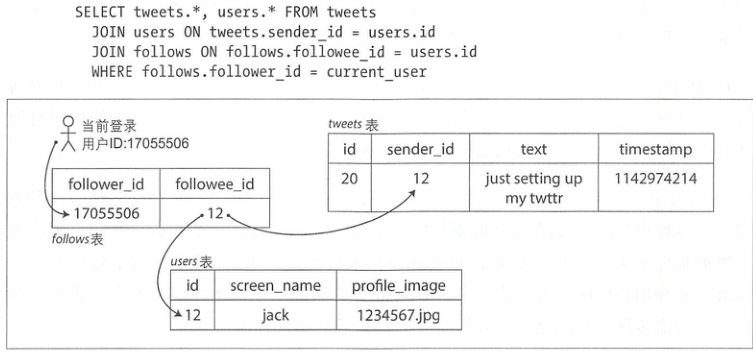 SELECT tweets.*, users.* FROM tweets
JOIN users ON tweets.sender_id = users.id
JOIN follows ON follows.followee_id = users.id
WHERE follows.follower_id = current_user
当前登录
用户ID:17055506
follower_id followee_id
17055506 12
follows表
tweets 表
id sender_id text timestamp
20 12 just setting up 1142974214
my twttr
users 表
id screen_name profile_image
12 jack 1234567.jpg